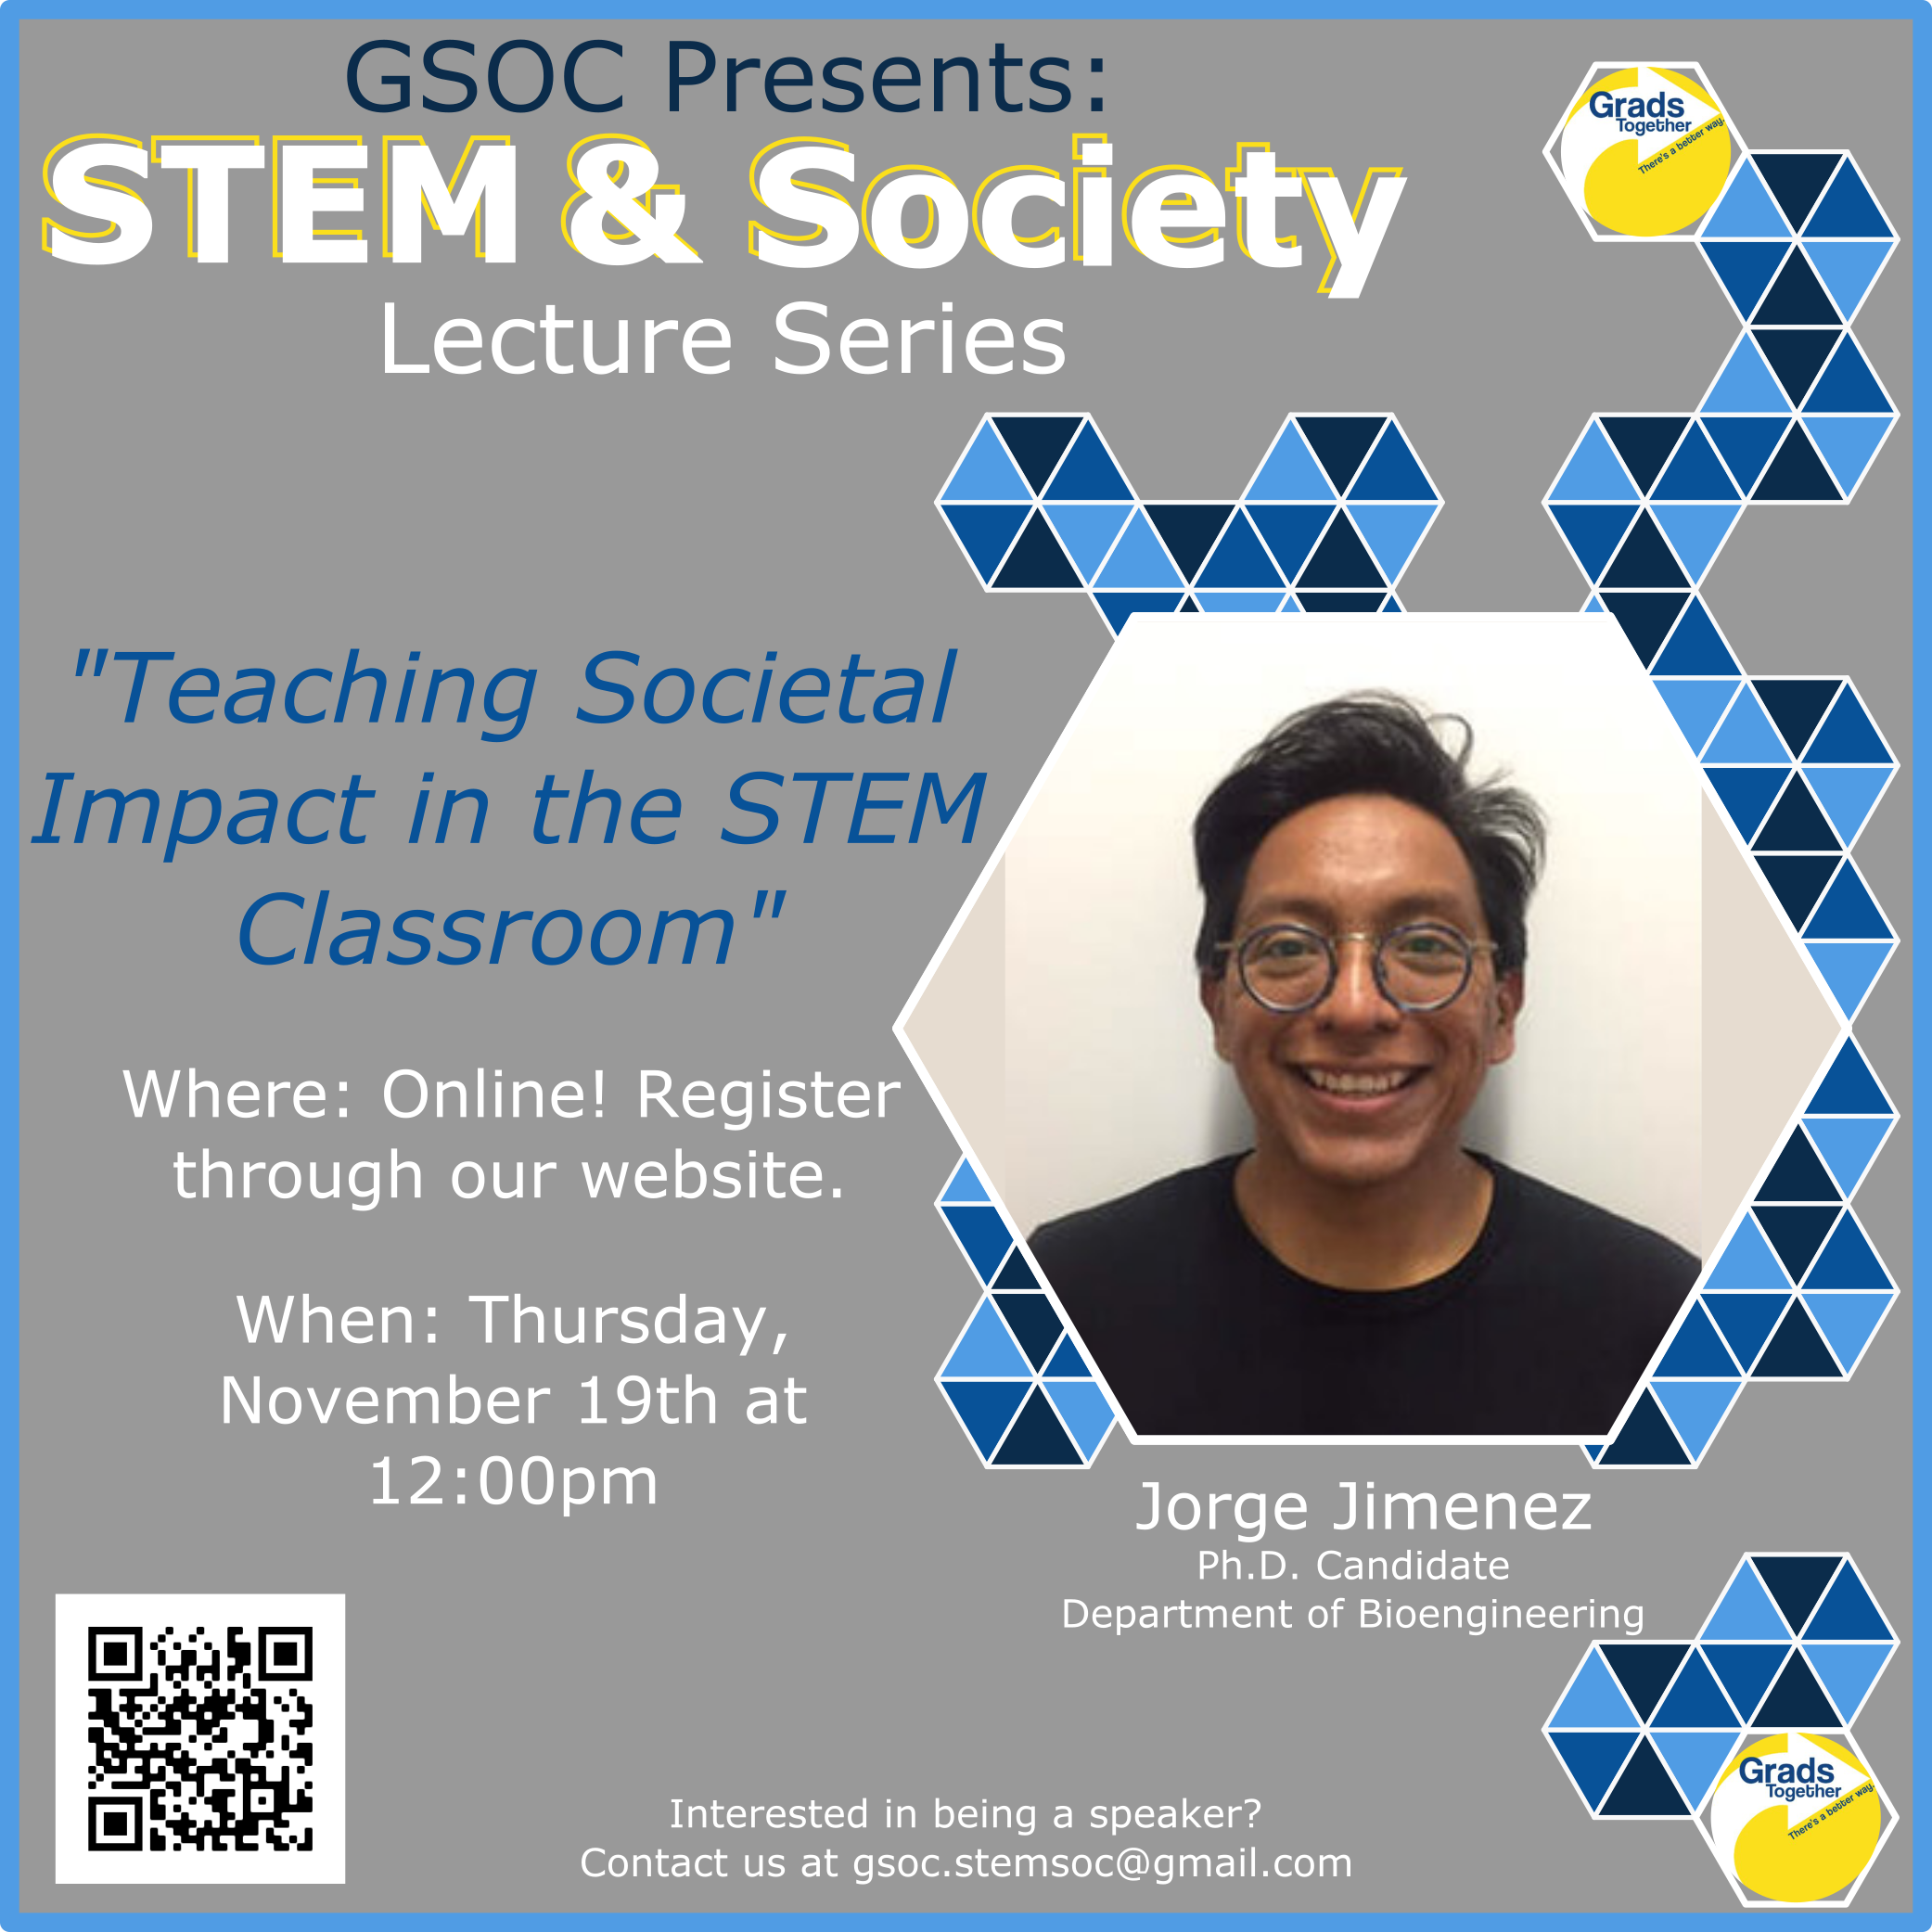 GSOC Presents:
STEM & Society
Lecture Series
Grads
Together
There's a better way.
"Teaching Societal
Impact in the STEM
Classroom"
Where: Online! Register
through our website.
When: Thursday,
November 19th at
12:00pm
Jorge Jimenez
Ph.D. Candidate
Department of Bioengineering
Interested in being a speaker?
Contact us at gsoc.stemsoc@gmail.com
Grads
Together
There's a better way.